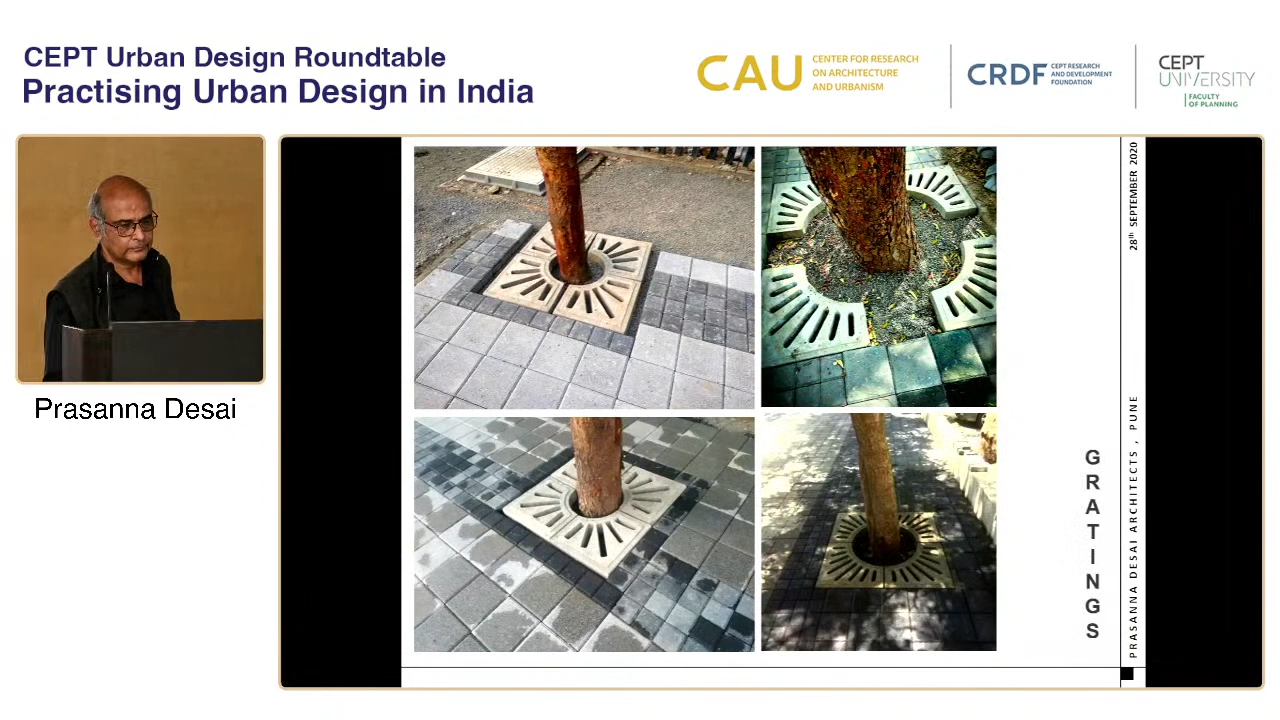 CEPT Urban Design Roundtable
Practising Urban Design in India
CAU
CENTER FOR RESEARCH
ON ARCHITECTURE
AND URBANISM
CRDF
CEPT RESEARCH
AND DEVELOPMENT
FOUNDATION
CEPT
UNIVERSITY
FACULTY
OF PLANNING
Prasanna Desai
GRATINGS
PRASANNA DESAI ARCHITECTS , PUNE
28th SEPTEMBER 2020